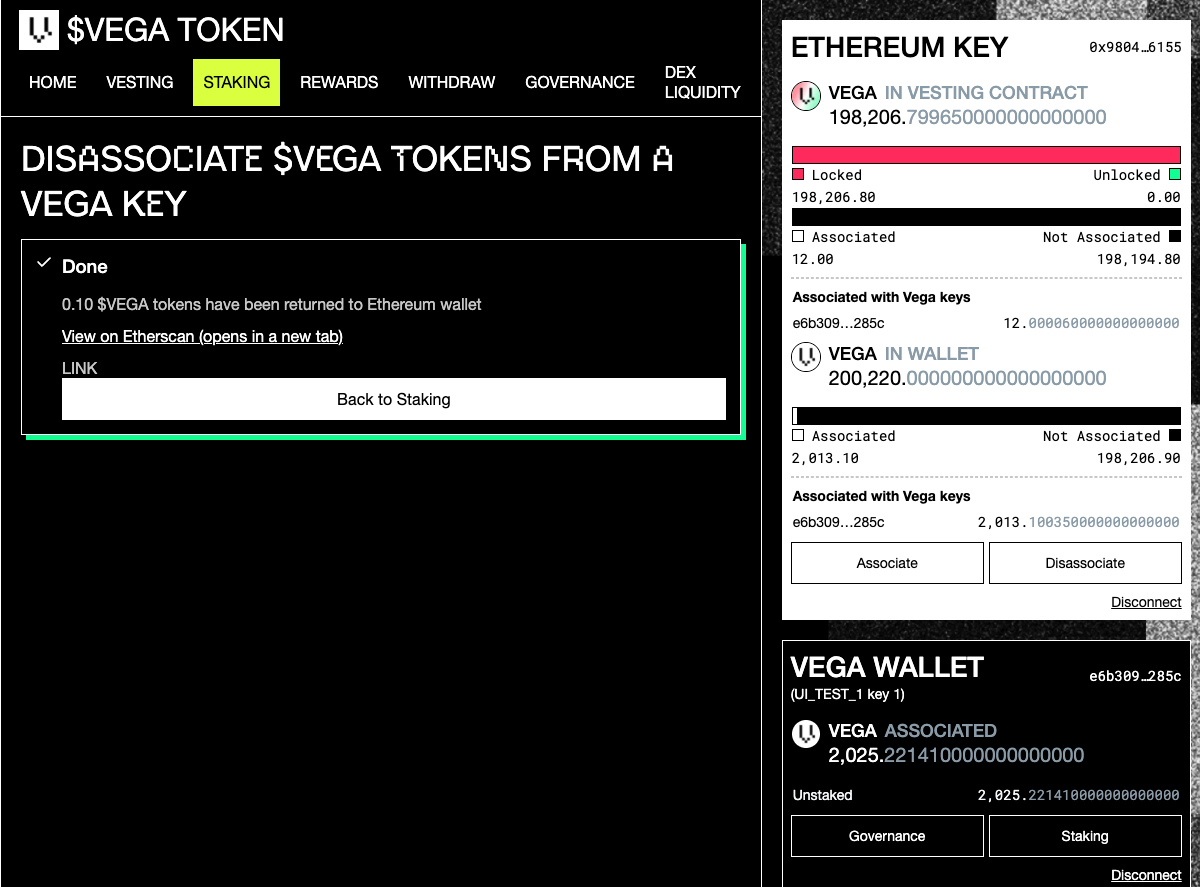 $VEGA TOKEN
HOME VESTING STAKING REWARDS WITHDRAW GOVERNANCE DEX LIQUIDITY
DISASSOCIATE $VEGA TOKENS FROM A
VEGA KEY
Done
0.10 $VEGA tokens have been returned to Ethereum wallet
View on Etherscan (opens in a new tab)
LINK
Back to Staking
ETHEREUM KEY 0x9804…6155
VEGA IN VESTING CONTRACT
198,206.799650000000000000
Locked Unlocked
198,206.80 0.00
Associated Not Associated
12.00 198,194.80
Associated with Vega keys
e6b309…285c 12.000060000000000000
VEGA IN WALLET
200,220.000000000000000000
Associated Not Associated
2,013.10 198,206.90
Associated with Vega keys
e6b309…285c 2,013.100350000000000000
Associate Disassociate
Disconnect
VEGA WALLET e6b309…285c
(UI_TEST_1 key 1)
VEGA ASSOCIATED
2,025.221410000000000000
Unstaked 2,025.221410000000000000
Governance Staking
Disconnect